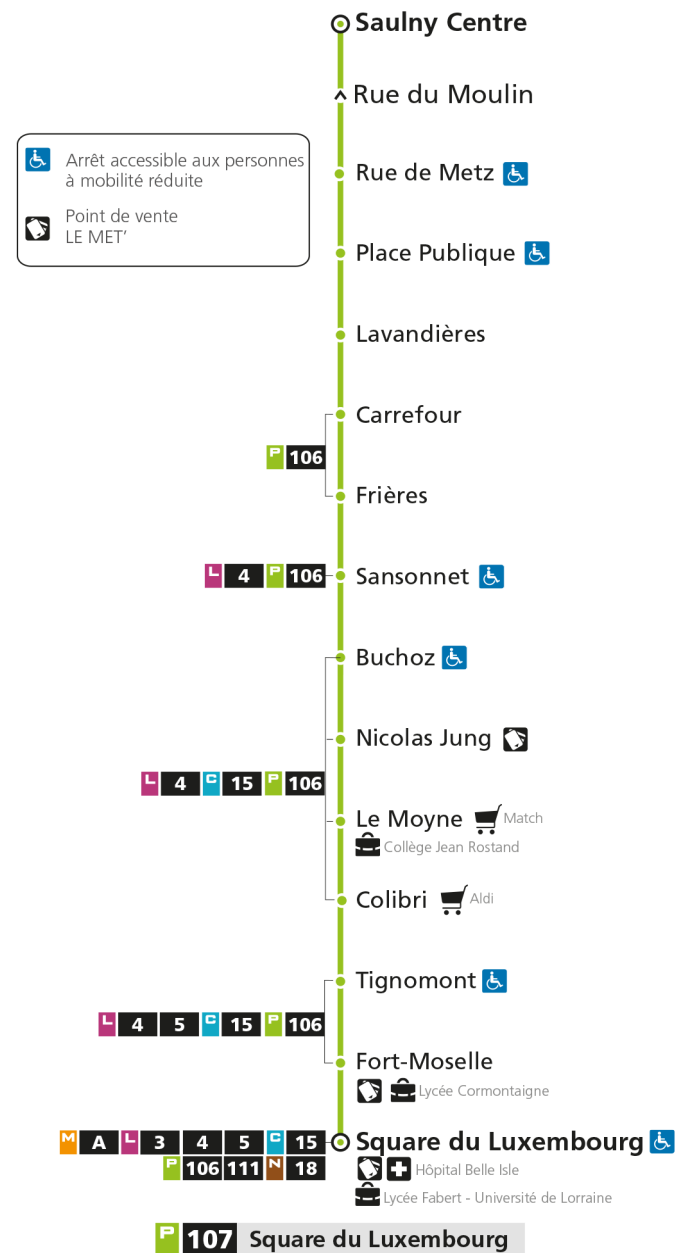 Saulny Centre
Rue du Moulin
Arrêt accessible aux personnes
à mobilité réduite
Point de vente
LE MET'
Rue de Metz
Place Publique
Lavandières
Carrefour
P 106
Frières
L 4 P 106 Sansonnet
Buchoz
Nicolas Jung
L 4 C 15 P 106
Le Moyne Match
Collège Jean Rostand
Colibri Aldi
Tignomont
L 4 5 C 15 P 106
Fort-Moselle
Lycée Cormontaigne
M A L 3 4 5 C 15 Square du Luxembourg
P 106 111 N 18 Hôpital Belle Isle
Lycée Fabert - Université de Lorraine
P 107 Square du Luxembourg